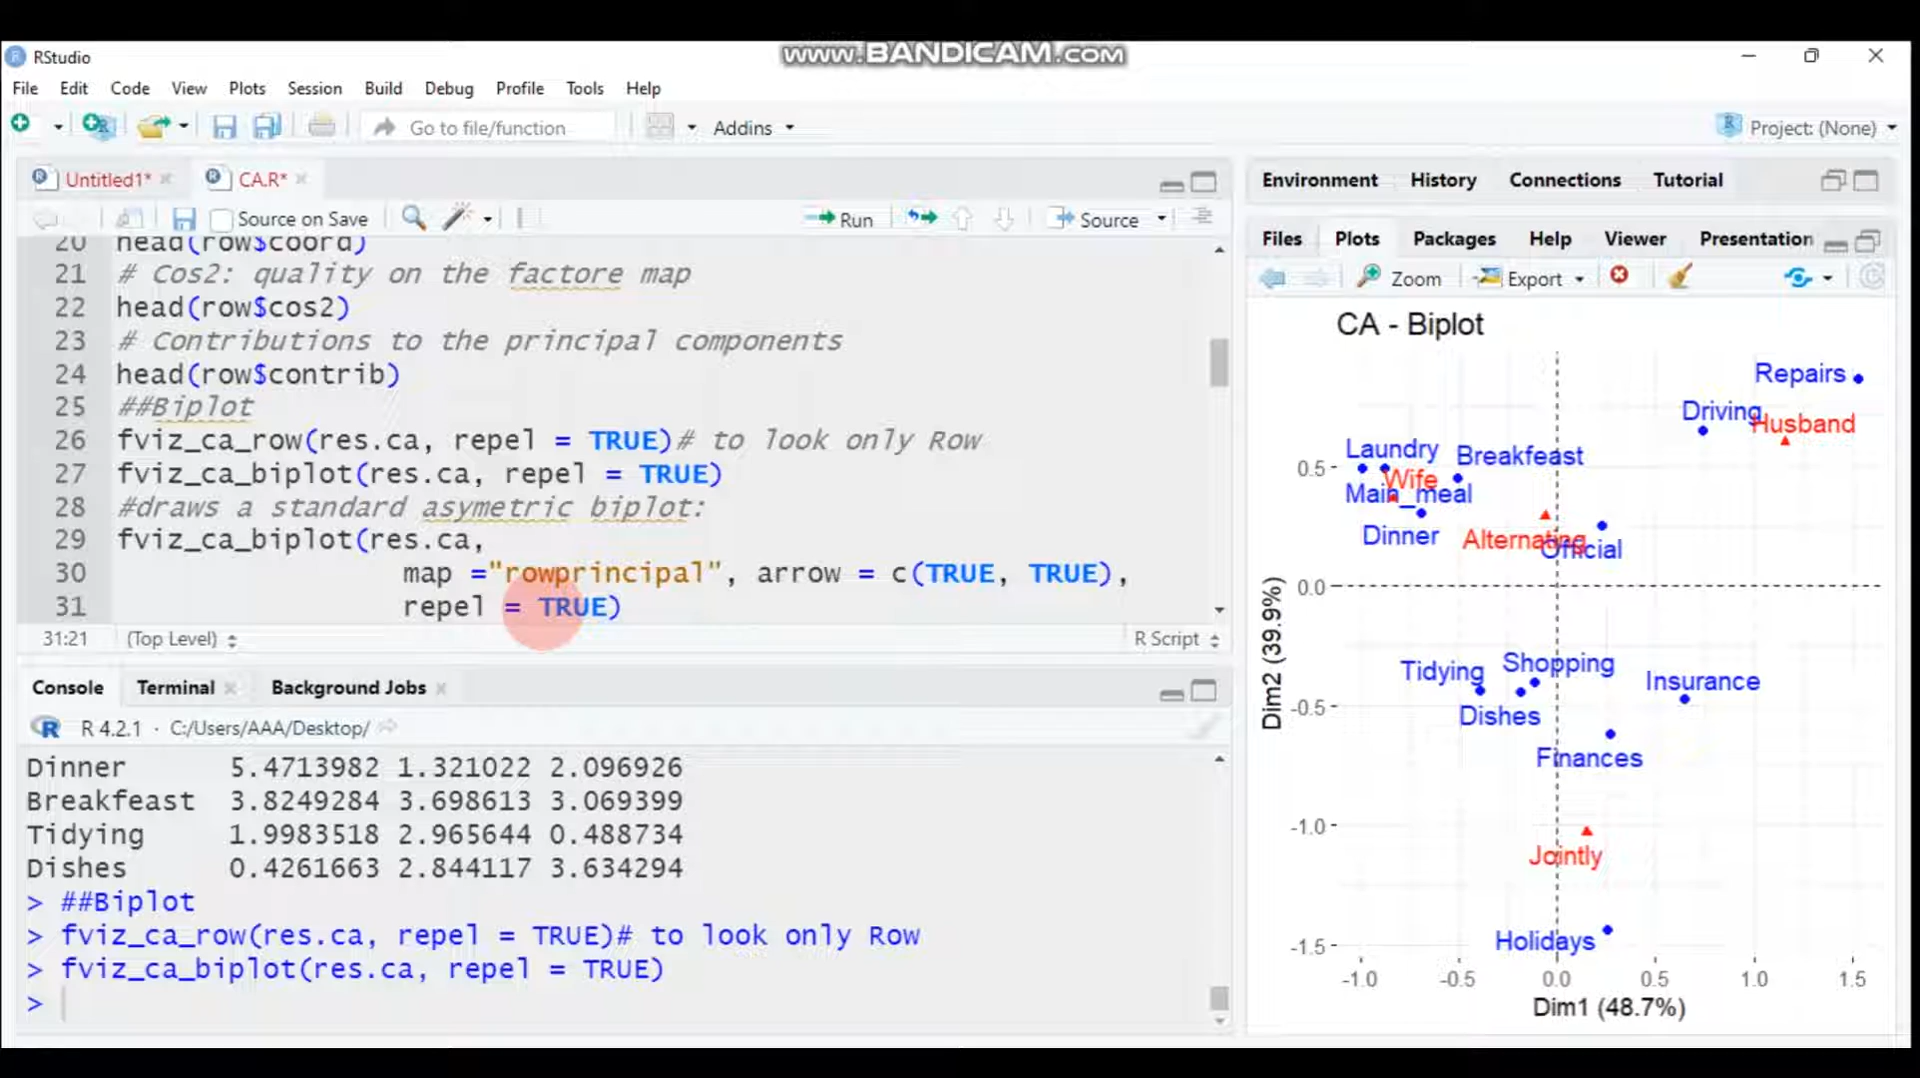 www.BANDICAM.com
RStudio
File Edit Code View Plots Session Build Debug Profile Tools Help
Go to file/function Addins Project: (None)
Untitled1* CA.R*
Source on Save Run Source
20 head(row$coord)
21 # Cos2: quality on the factore map
22 head(row$cos2)
23 # Contributions to the principal components
24 head(row$contrib)
25 ##Biplot
26 fviz_ca_row(res.ca, repel = TRUE)# to look only Row
27 fviz_ca_biplot(res.ca, repel = TRUE)
28 #draws a standard asymetric biplot:
29 fviz_ca_biplot(res.ca,
30 map ="rowprincipal", arrow = c(TRUE, TRUE),
31 repel = TRUE)
31:21 (Top Level) R Script
Console Terminal Background Jobs
R 4.2.1 · C:/Users/AAA/Desktop/
Dinner 5.4713982 1.321022 2.096926
Breakfeast 3.8249284 3.698613 3.069399
Tidying 1.9983518 2.965644 0.488734
Dishes 0.4261663 2.844117 3.634294
> ##Biplot
> fviz_ca_row(res.ca, repel = TRUE)# to look only Row
> fviz_ca_biplot(res.ca, repel = TRUE)
>
Environment History Connections Tutorial
Files Plots Packages Help Viewer Presentation
Zoom Export
CA - Biplot
Repairs
Driving
Husband
Laundry
Breakfeast
0.5
Wife
Main_meal
Dinner
Alternating
Official
0.0
Tidying
Shopping
Insurance
-0.5
Dishes
Finances
-1.0
Jointly
Holidays
-1.5
Dim2 (39.9%)
-1.0 -0.5 0.0 0.5 1.0 1.5
Dim1 (48.7%)